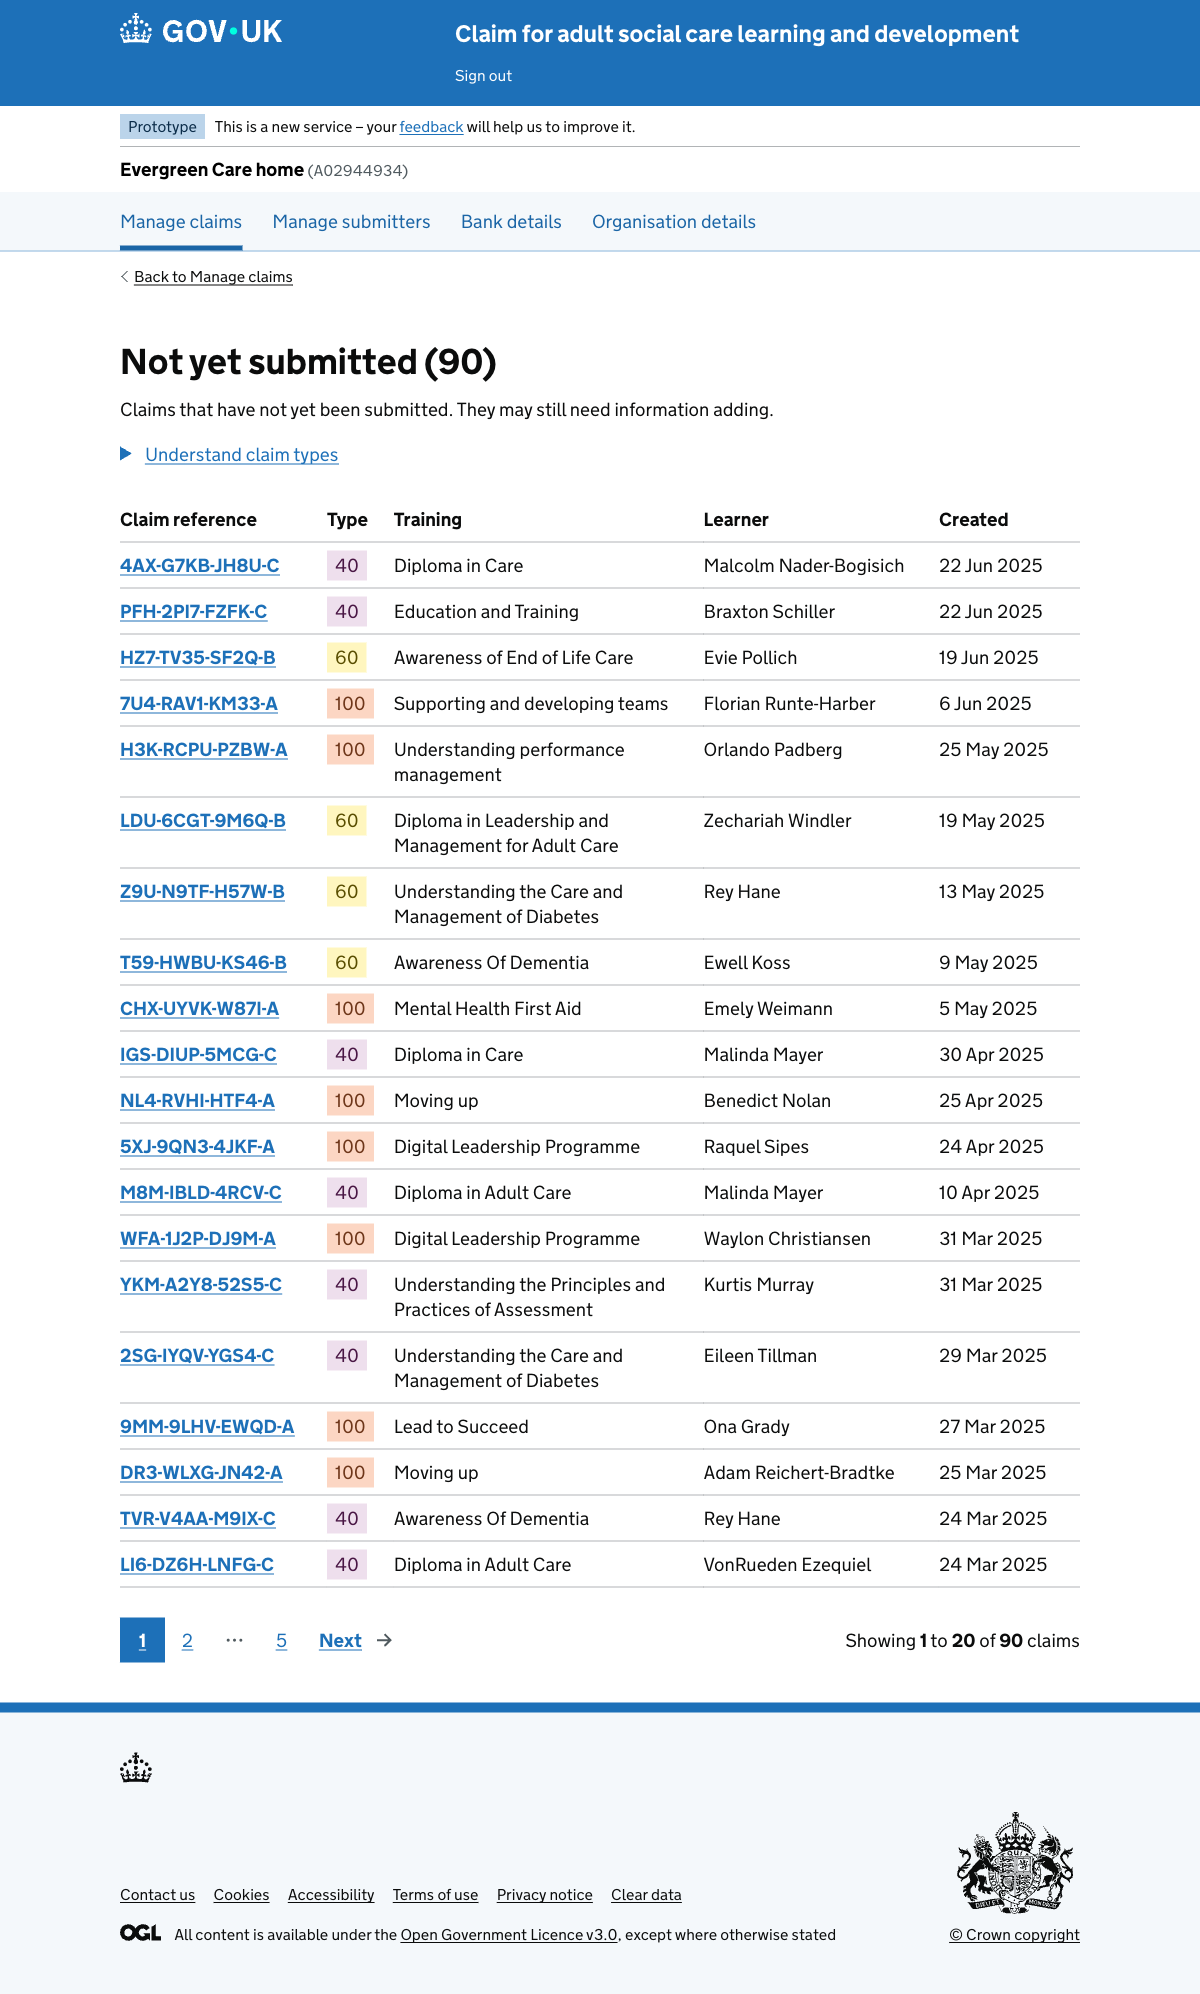 GOV·UK
Claim for adult social care learning and development
Sign out
Prototype This is a new service – your feedback will help us to improve it.
Evergreen Care home (A02944934)
Manage claims Manage submitters Bank details Organisation details
Back to Manage claims
Not yet submitted (90)
Claims that have not yet been submitted. They may still need information adding.
Understand claim types
Claim reference Type Training Learner Created
4AX-G7KB-JH8U-C 40 Diploma in Care Malcolm Nader-Bogisich 22 Jun 2025
PFH-2PI7-FZFK-C 40 Education and Training Braxton Schiller 22 Jun 2025
HZ7-TV35-SF2Q-B 60 Awareness of End of Life Care Evie Pollich 19 Jun 2025
7U4-RAV1-KM33-A 100 Supporting and developing teams Florian Runte-Harber 6 Jun 2025
H3K-RCPU-PZBW-A 100 Understanding performance Orlando Padberg 25 May 2025
management
LDU-6CGT-9M6Q-B 60 Diploma in Leadership and Zechariah Windler 19 May 2025
Management for Adult Care
Z9U-N9TF-H57W-B 60 Understanding the Care and Rey Hane 13 May 2025
Management of Diabetes
T59-HWBU-KS46-B 60 Awareness Of Dementia Ewell Koss 9 May 2025
CHX-UYVK-W87I-A 100 Mental Health First Aid Emely Weimann 5 May 2025
IGS-DIUP-5MCG-C 40 Diploma in Care Malinda Mayer 30 Apr 2025
NL4-RVHI-HTF4-A 100 Moving up Benedict Nolan 25 Apr 2025
5XJ-9QN3-4JKF-A 100 Digital Leadership Programme Raquel Sipes 24 Apr 2025
M8M-IBLD-4RCV-C 40 Diploma in Adult Care Malinda Mayer 10 Apr 2025
WFA-1J2P-DJ9M-A 100 Digital Leadership Programme Waylon Christiansen 31 Mar 2025
YKM-A2Y8-52S5-C 40 Understanding the Principles and Kurtis Murray 31 Mar 2025
Practices of Assessment
2SG-IYQV-YGS4-C 40 Understanding the Care and Eileen Tillman 29 Mar 2025
Management of Diabetes
9MM-9LHV-EWQD-A 100 Lead to Succeed Ona Grady 27 Mar 2025
DR3-WLXG-JN42-A 100 Moving up Adam Reichert-Bradtke 25 Mar 2025
TVR-V4AA-M9IX-C 40 Awareness Of Dementia Rey Hane 24 Mar 2025
LI6-DZ6H-LNFG-C 40 Diploma in Adult Care VonRueden Ezequiel 24 Mar 2025
1 2 ⋯ 5 Next → Showing 1 to 20 of 90 claims
Contact us Cookies Accessibility Terms of use Privacy notice Clear data
OGL All content is available under the Open Government Licence v3.0, except where otherwise stated
© Crown copyright